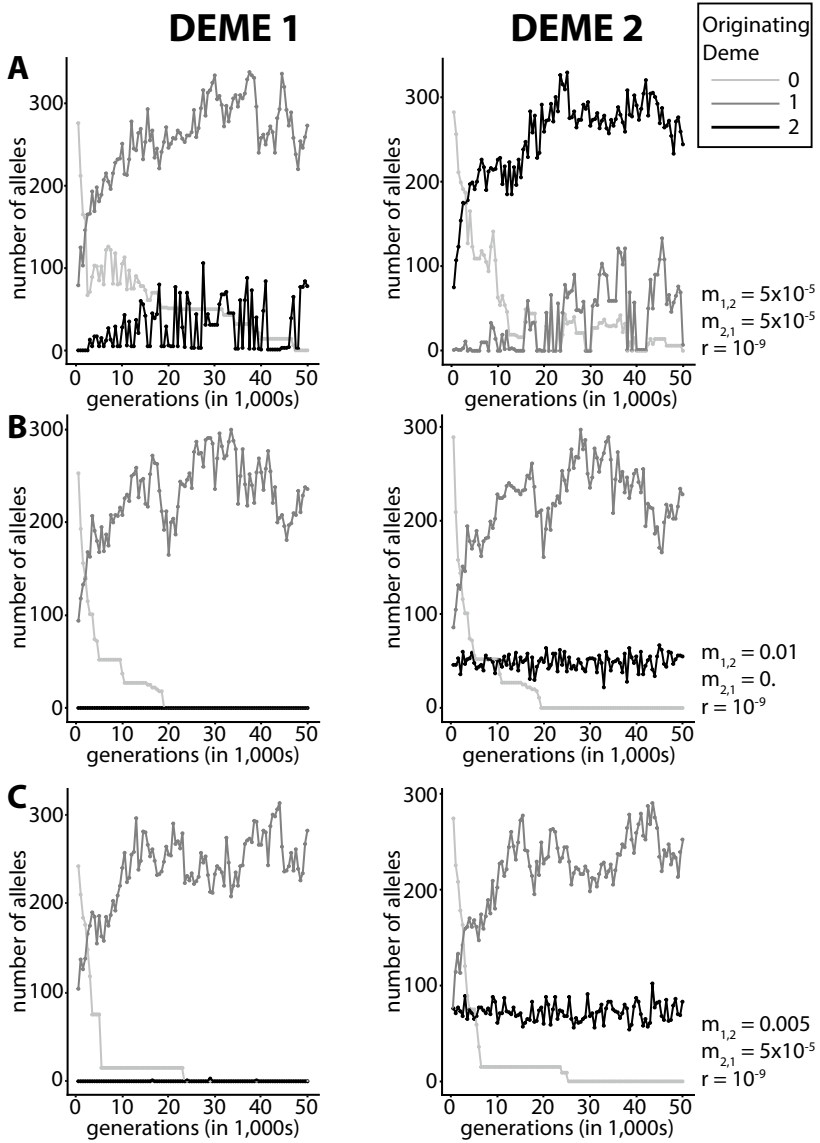 DEME 1
DEME 2
Originating
Deme
0
1
2
A
number of alleles
300
200
100
0
0 10 20 30 40 50
generations (in 1,000s)
number of alleles
300
200
100
0
0 10 20 30 40 50
generations (in 1,000s)
m1,2 = 5x10-5
m2,1 = 5x10-5
r = 10-9
B
number of alleles
300
200
100
0
0 10 20 30 40 50
generations (in 1,000s)
number of alleles
300
200
100
0
0 10 20 30 40 50
generations (in 1,000s)
m1,2 = 0.01
m2,1 = 0.
r = 10-9
C
number of alleles
300
200
100
0
0 10 20 30 40 50
generations (in 1,000s)
number of alleles
300
200
100
0
0 10 20 30 40 50
generations (in 1,000s)
m1,2 = 0.005
m2,1 = 5x10-5
r = 10-9